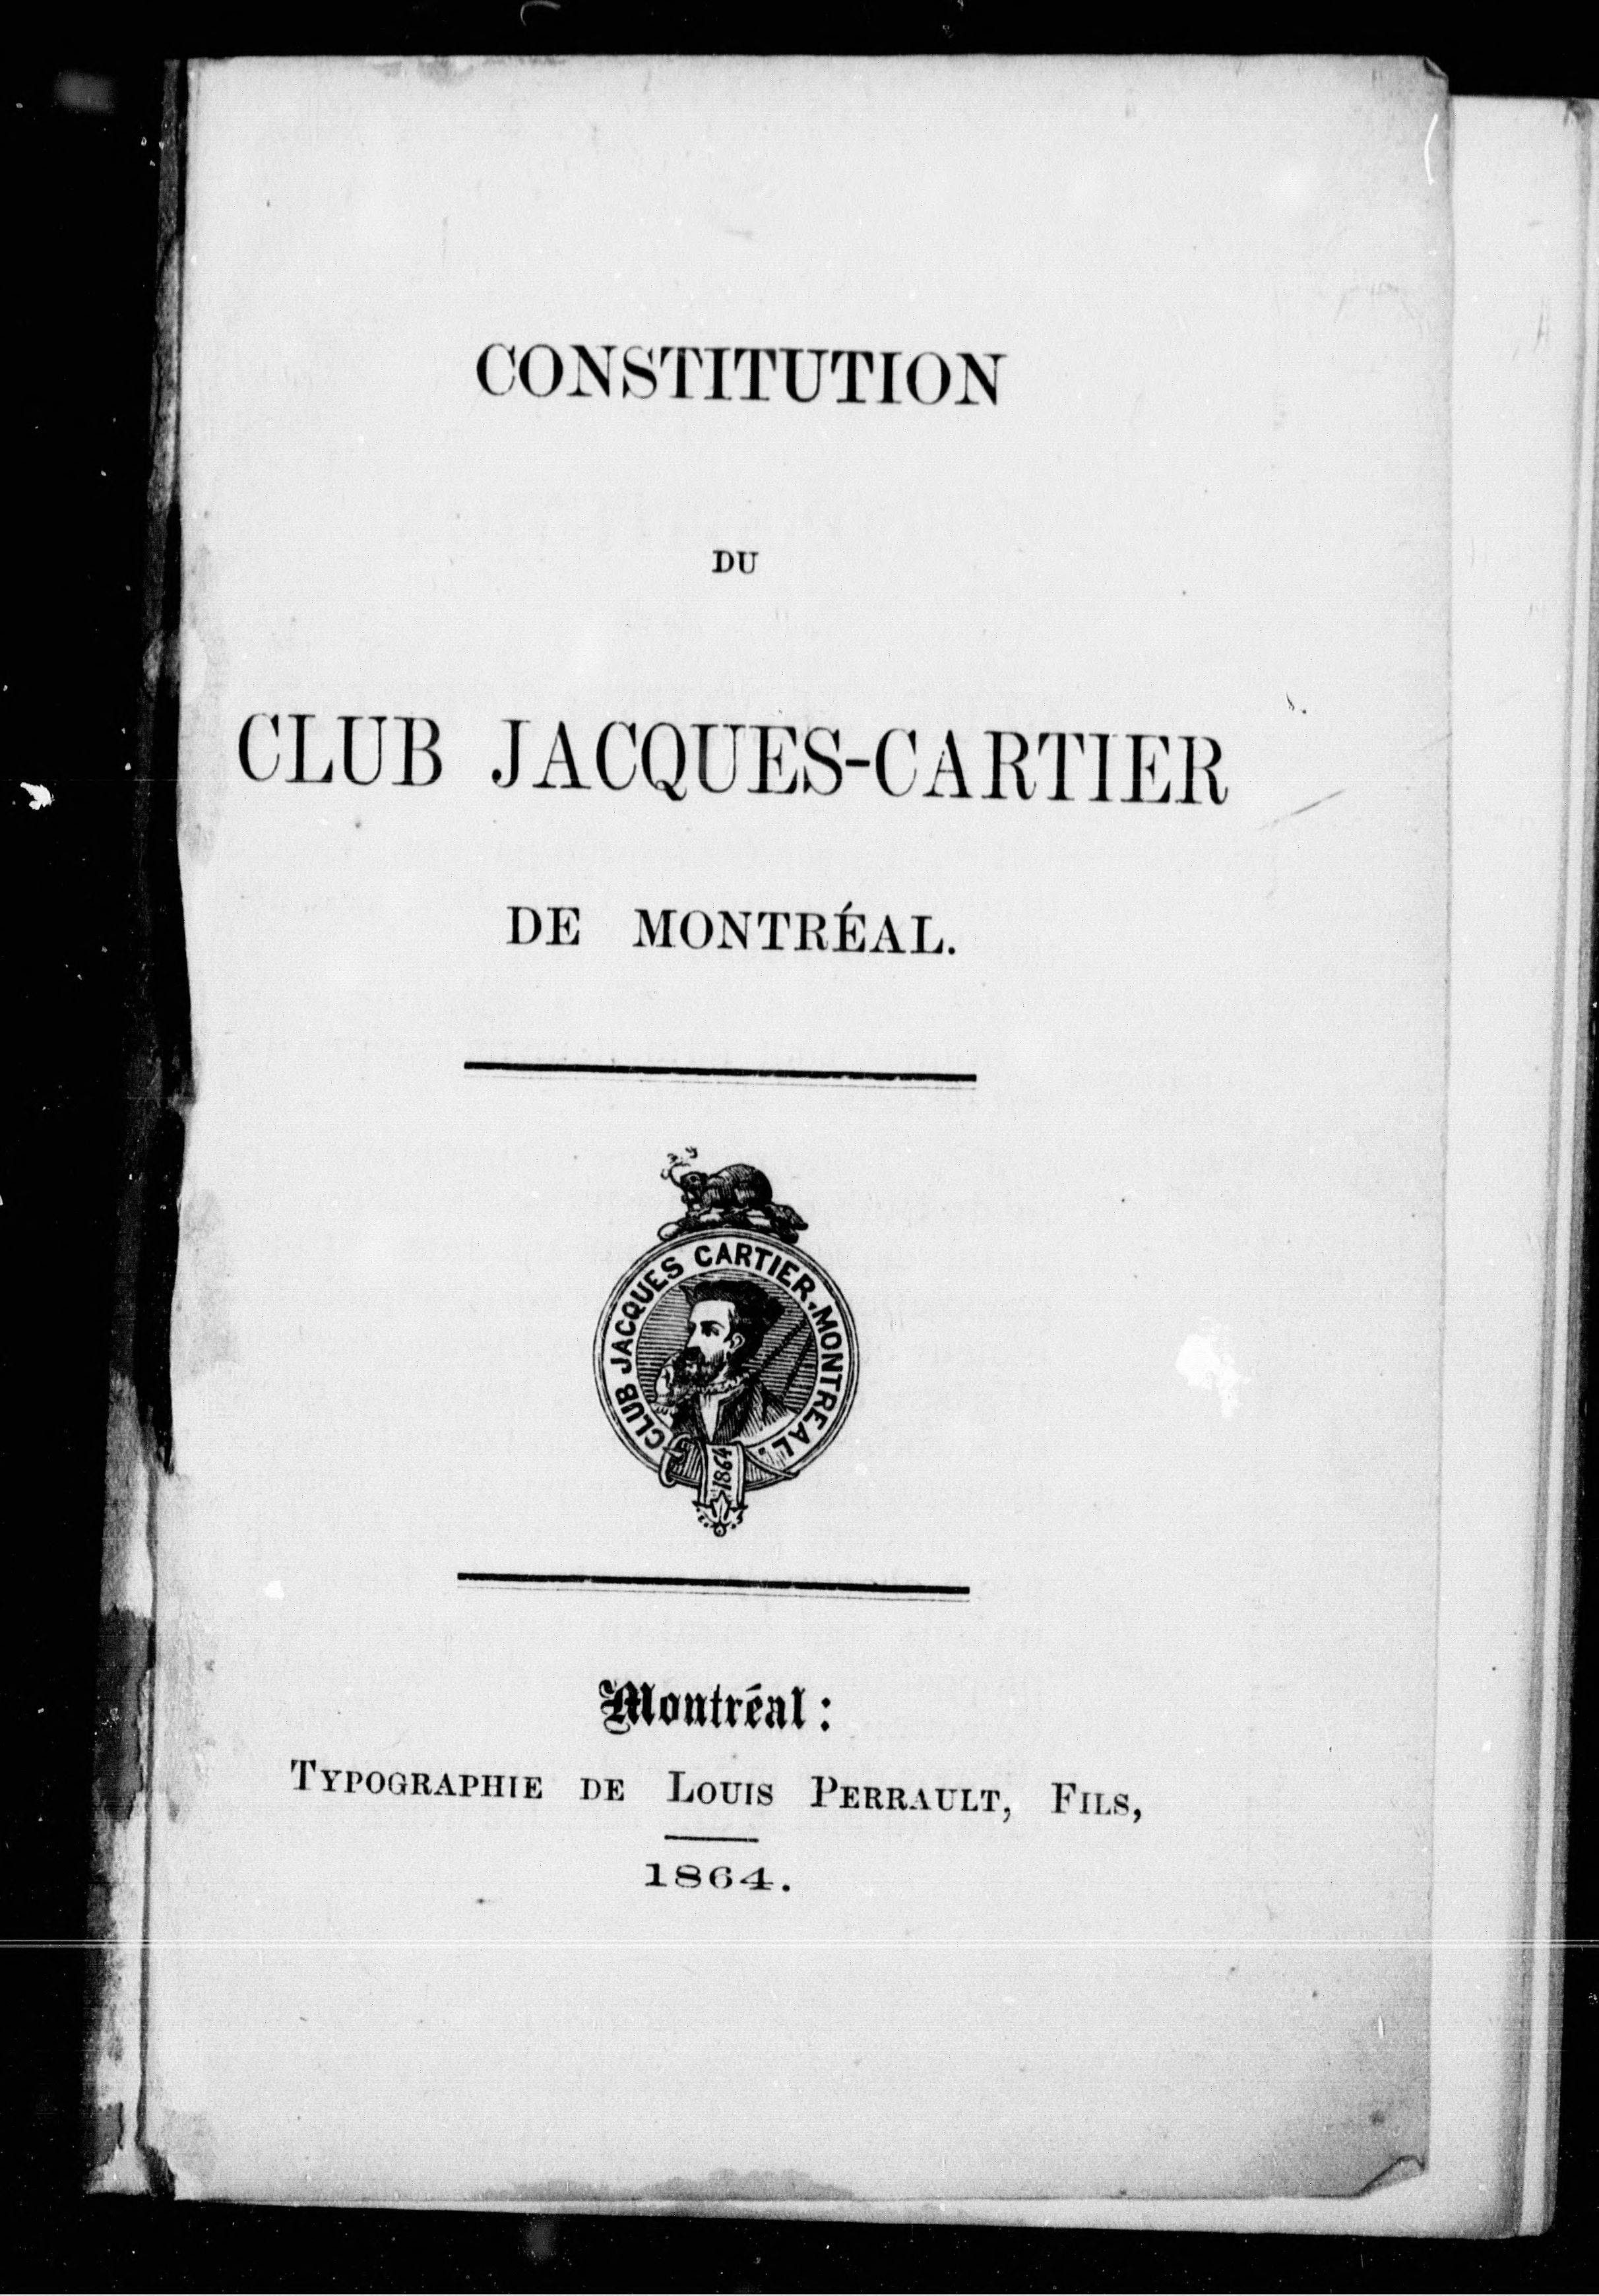 CONSTITUTION
DU
CLUB JACQUES-CARTIER
DE MONTRÉAL.
CLUB JACQUES CARTIER, MONTREAL.
1864
Montréal:
TYPOGRAPHIE DE LOUIS PERRAULT, FILS,
1864.